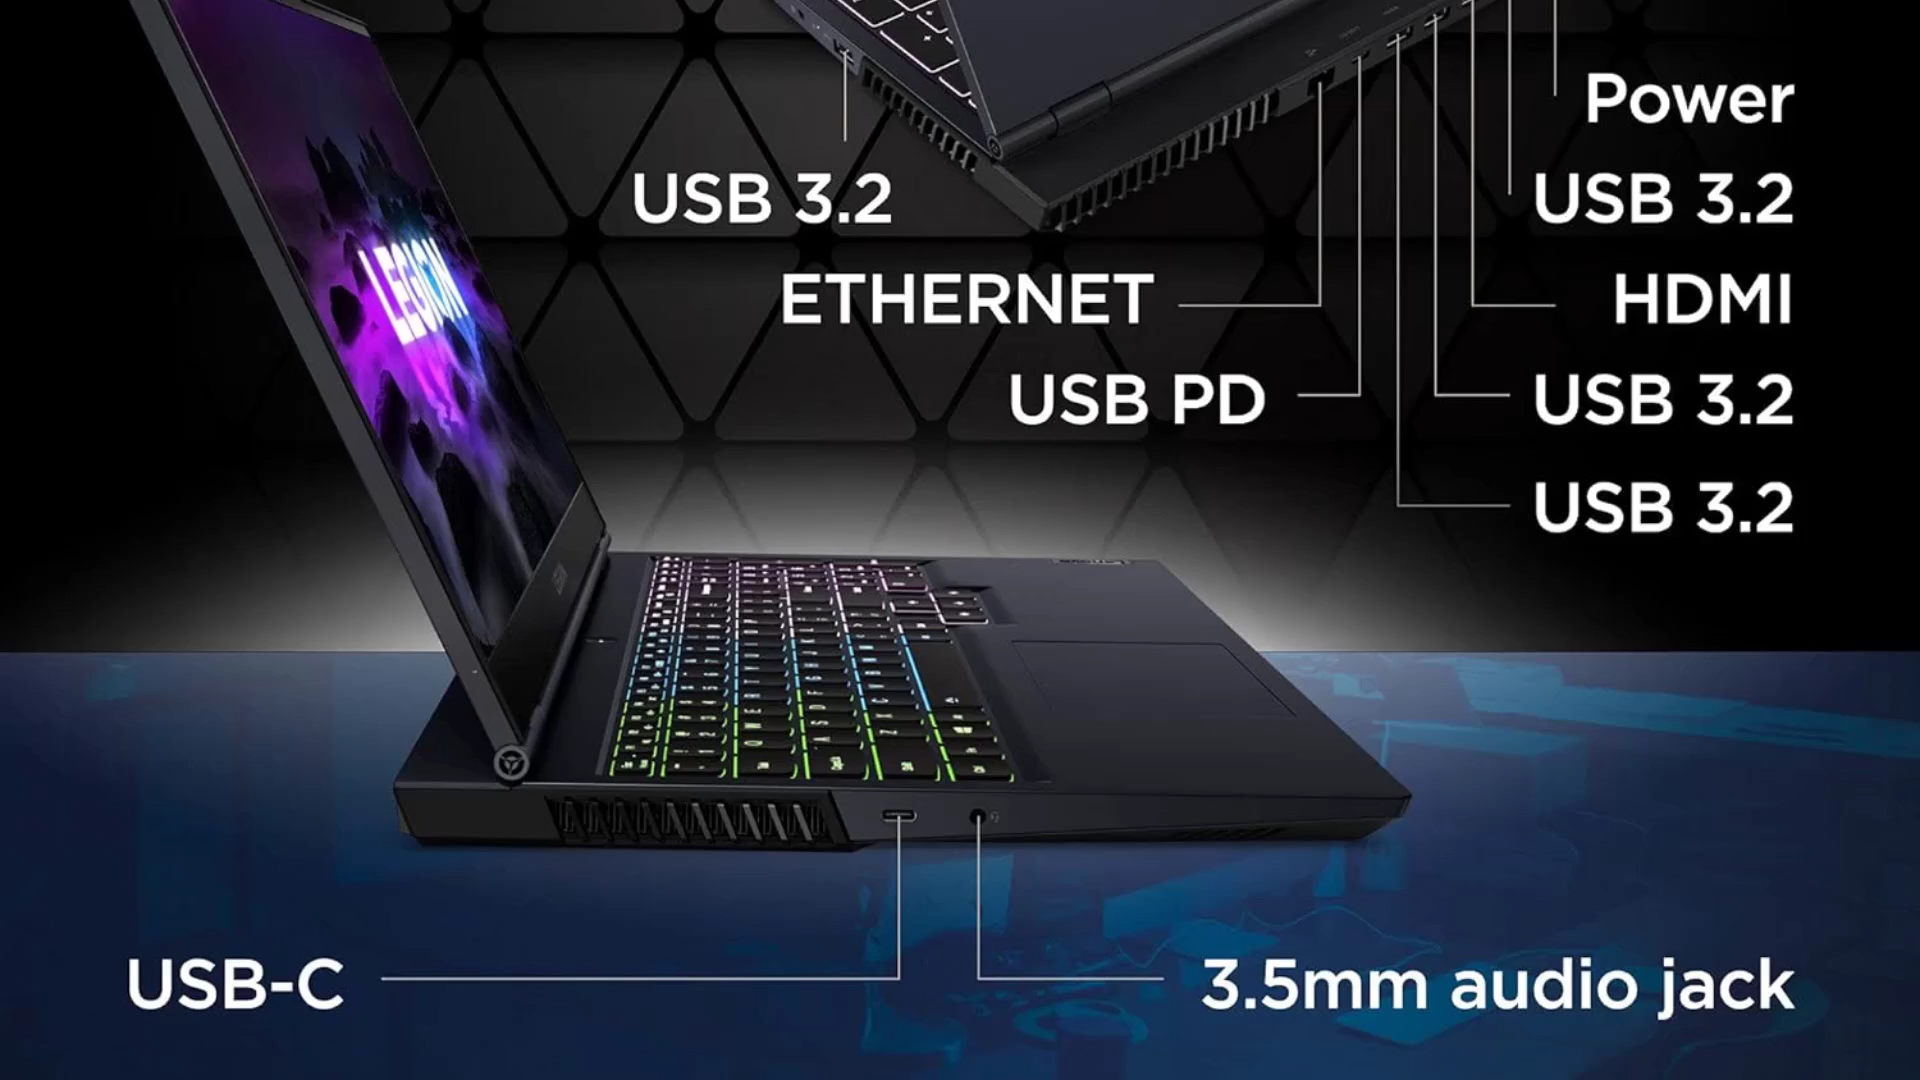 Power
USB 3.2
USB 3.2
ETHERNET
HDMI
USB PD
USB 3.2
USB 3.2
LEGION
USB-C
3.5mm audio jack